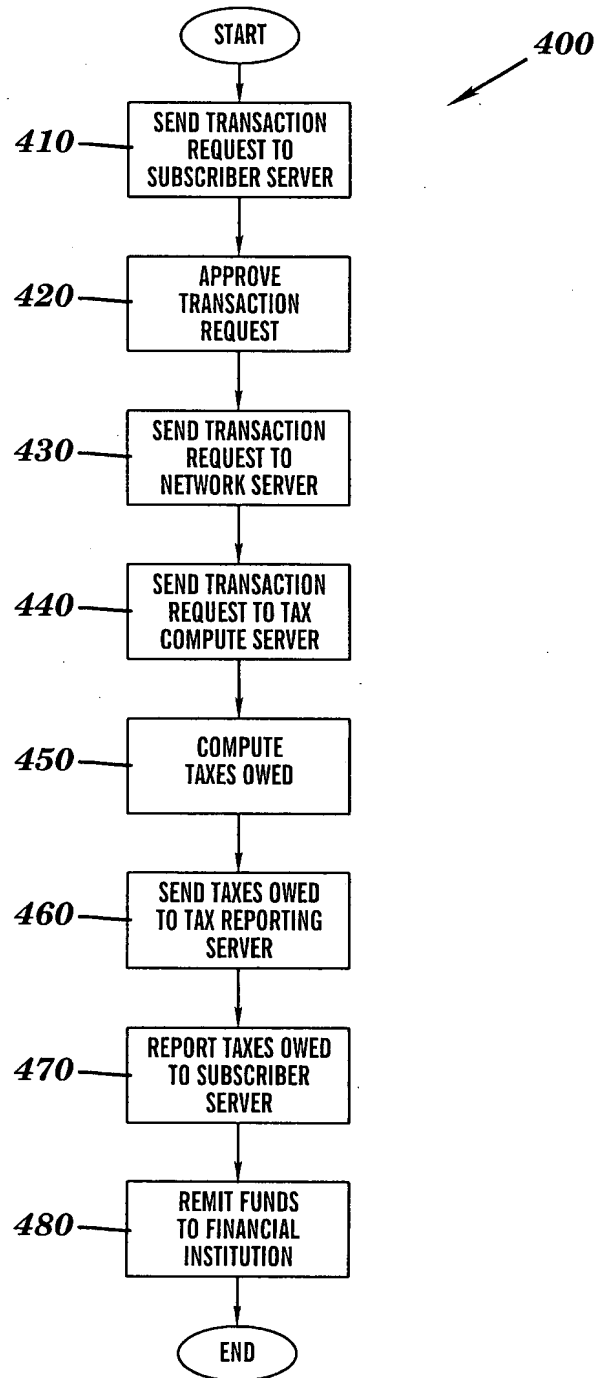 START
400
410
SEND TRANSACTION
REQUEST TO
SUBSCRIBER SERVER
420
APPROVE
TRANSACTION
REQUEST
430
SEND TRANSACTION
REQUEST TO
NETWORK SERVER
440
SEND TRANSACTION
REQUEST TO TAX
COMPUTE SERVER
450
COMPUTE
TAXES OWED
460
SEND TAXES OWED
TO TAX REPORTING
SERVER
470
REPORT TAXES OWED
TO SUBSCRIBER
SERVER
480
REMIT FUNDS
TO FINANCIAL
INSTITUTION
END